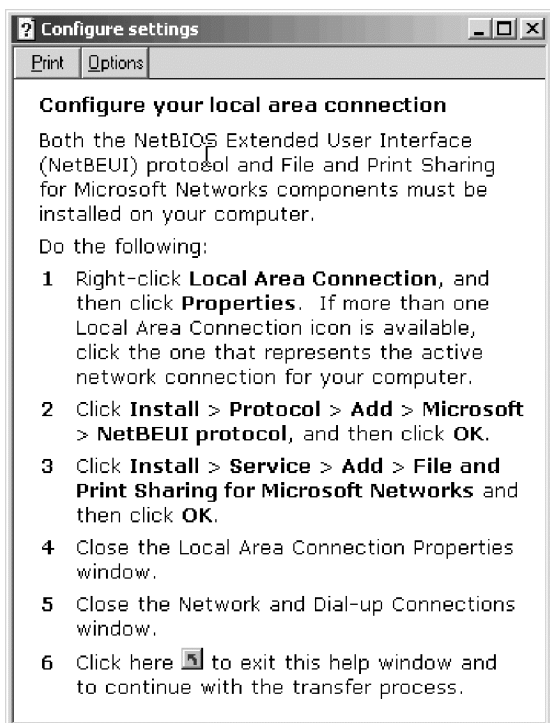 Configure settings
Print Options
Configure your local area connection
Both the NetBIOS Extended User Interface
(NetBEUI) protocol and File and Print Sharing
for Microsoft Networks components must be
installed on your computer.
Do the following:
1 Right-click Local Area Connection, and
then click Properties. If more than one
Local Area Connection icon is available,
click the one that represents the active
network connection for your computer.
2 Click Install > Protocol > Add > Microsoft
> NetBEUI protocol, and then click OK.
3 Click Install > Service > Add > File and
Print Sharing for Microsoft Networks and
then click OK.
4 Close the Local Area Connection Properties
window.
5 Close the Network and Dial-up Connections
window.
6 Click here to exit this help window and
to continue with the transfer process.